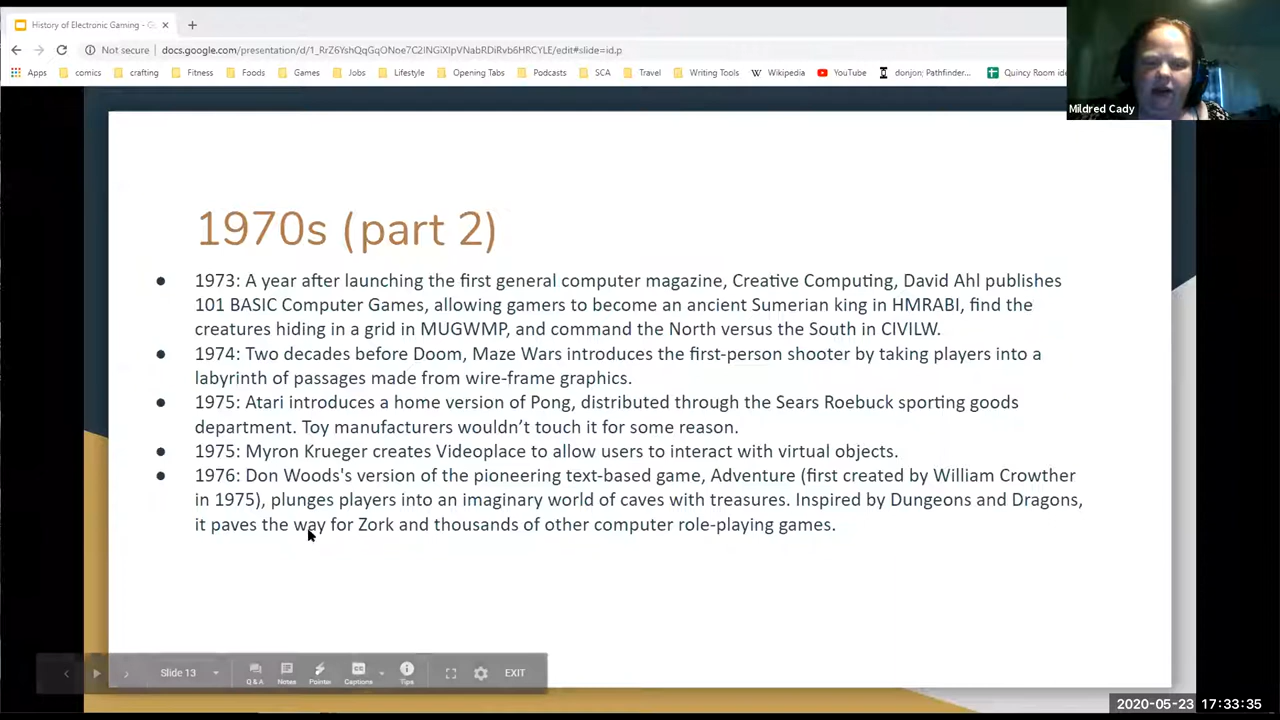 History of Electronic Gaming - G
Not secure
docs.google.com/presentation/d/1_RrZ6YshQqGqONoe7C2INGiXIpVNabRDiRvb6HRCYLE/edit#slide=id.p
Apps comics crafting Fitness Foods Games Jobs Lifestyle Opening Tabs Podcasts SCA Travel Writing Tools Wikipedia YouTube donjon; Pathfinder... Quincy Room
Mildred Cady
1970s (part 2)
● 1973: A year after launching the first general computer magazine, Creative Computing, David Ahl publishes
101 BASIC Computer Games, allowing gamers to become an ancient Sumerian king in HMRABI, find the
creatures hiding in a grid in MUGWMP, and command the North versus the South in CIVILW.
● 1974: Two decades before Doom, Maze Wars introduces the first-person shooter by taking players into a
labyrinth of passages made from wire-frame graphics.
● 1975: Atari introduces a home version of Pong, distributed through the Sears Roebuck sporting goods
department. Toy manufacturers wouldn’t touch it for some reason.
● 1975: Myron Krueger creates Videoplace to allow users to interact with virtual objects.
● 1976: Don Woods's version of the pioneering text-based game, Adventure (first created by William Crowther
in 1975), plunges players into an imaginary world of caves with treasures. Inspired by Dungeons and Dragons,
it paves the way for Zork and thousands of other computer role-playing games.
Slide 13 Q & A Notes Pointer Captions Tips EXIT
2020-05-23 17:33:35